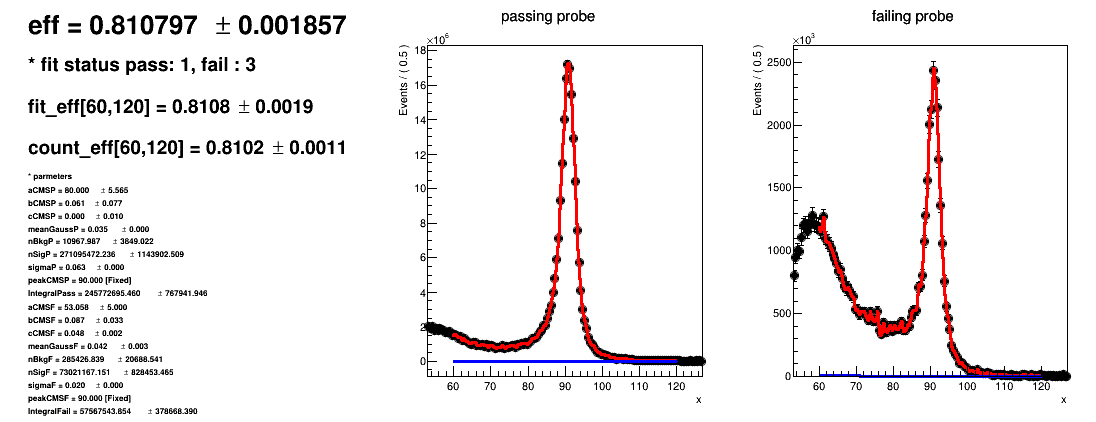 eff = 0.810797 ± 0.001857
* fit status pass: 1, fail : 3
fit_eff[60,120] = 0.8108 ± 0.0019
count_eff[60,120] = 0.8102 ± 0.0011
* parmeters
aCMSP = 80.000 ± 5.565
bCMSP = 0.061 ± 0.077
cCMSP = 0.000 ± 0.010
meanGaussP = 0.035 ± 0.000
nBkgP = 10967.987 ± 3849.022
nSigP = 271095472.236 ± 1143902.509
sigmaP = 0.063 ± 0.000
peakCMSP = 90.000 [Fixed]
IntegralPass = 245772695.460 ± 767941.946
aCMSF = 53.058 ± 5.000
bCMSF = 0.087 ± 0.033
cCMSF = 0.048 ± 0.002
meanGaussF = 0.042 ± 0.003
nBkgF = 285426.839 ± 20688.541
nSigF = 73021167.151 ± 828453.465
sigmaF = 0.020 ± 0.000
peakCMSF = 90.000 [Fixed]
IntegralFail = 57567543.854 ± 378668.390
passing probe
×10⁶
Events / ( 0.5 )
18
16
14
12
10
8
6
4
2
0
60 70 80 90 100 110 120
x
failing probe
×10³
Events / ( 0.5 )
2500
2000
1500
1000
500
0
60 70 80 90 100 110 120
x